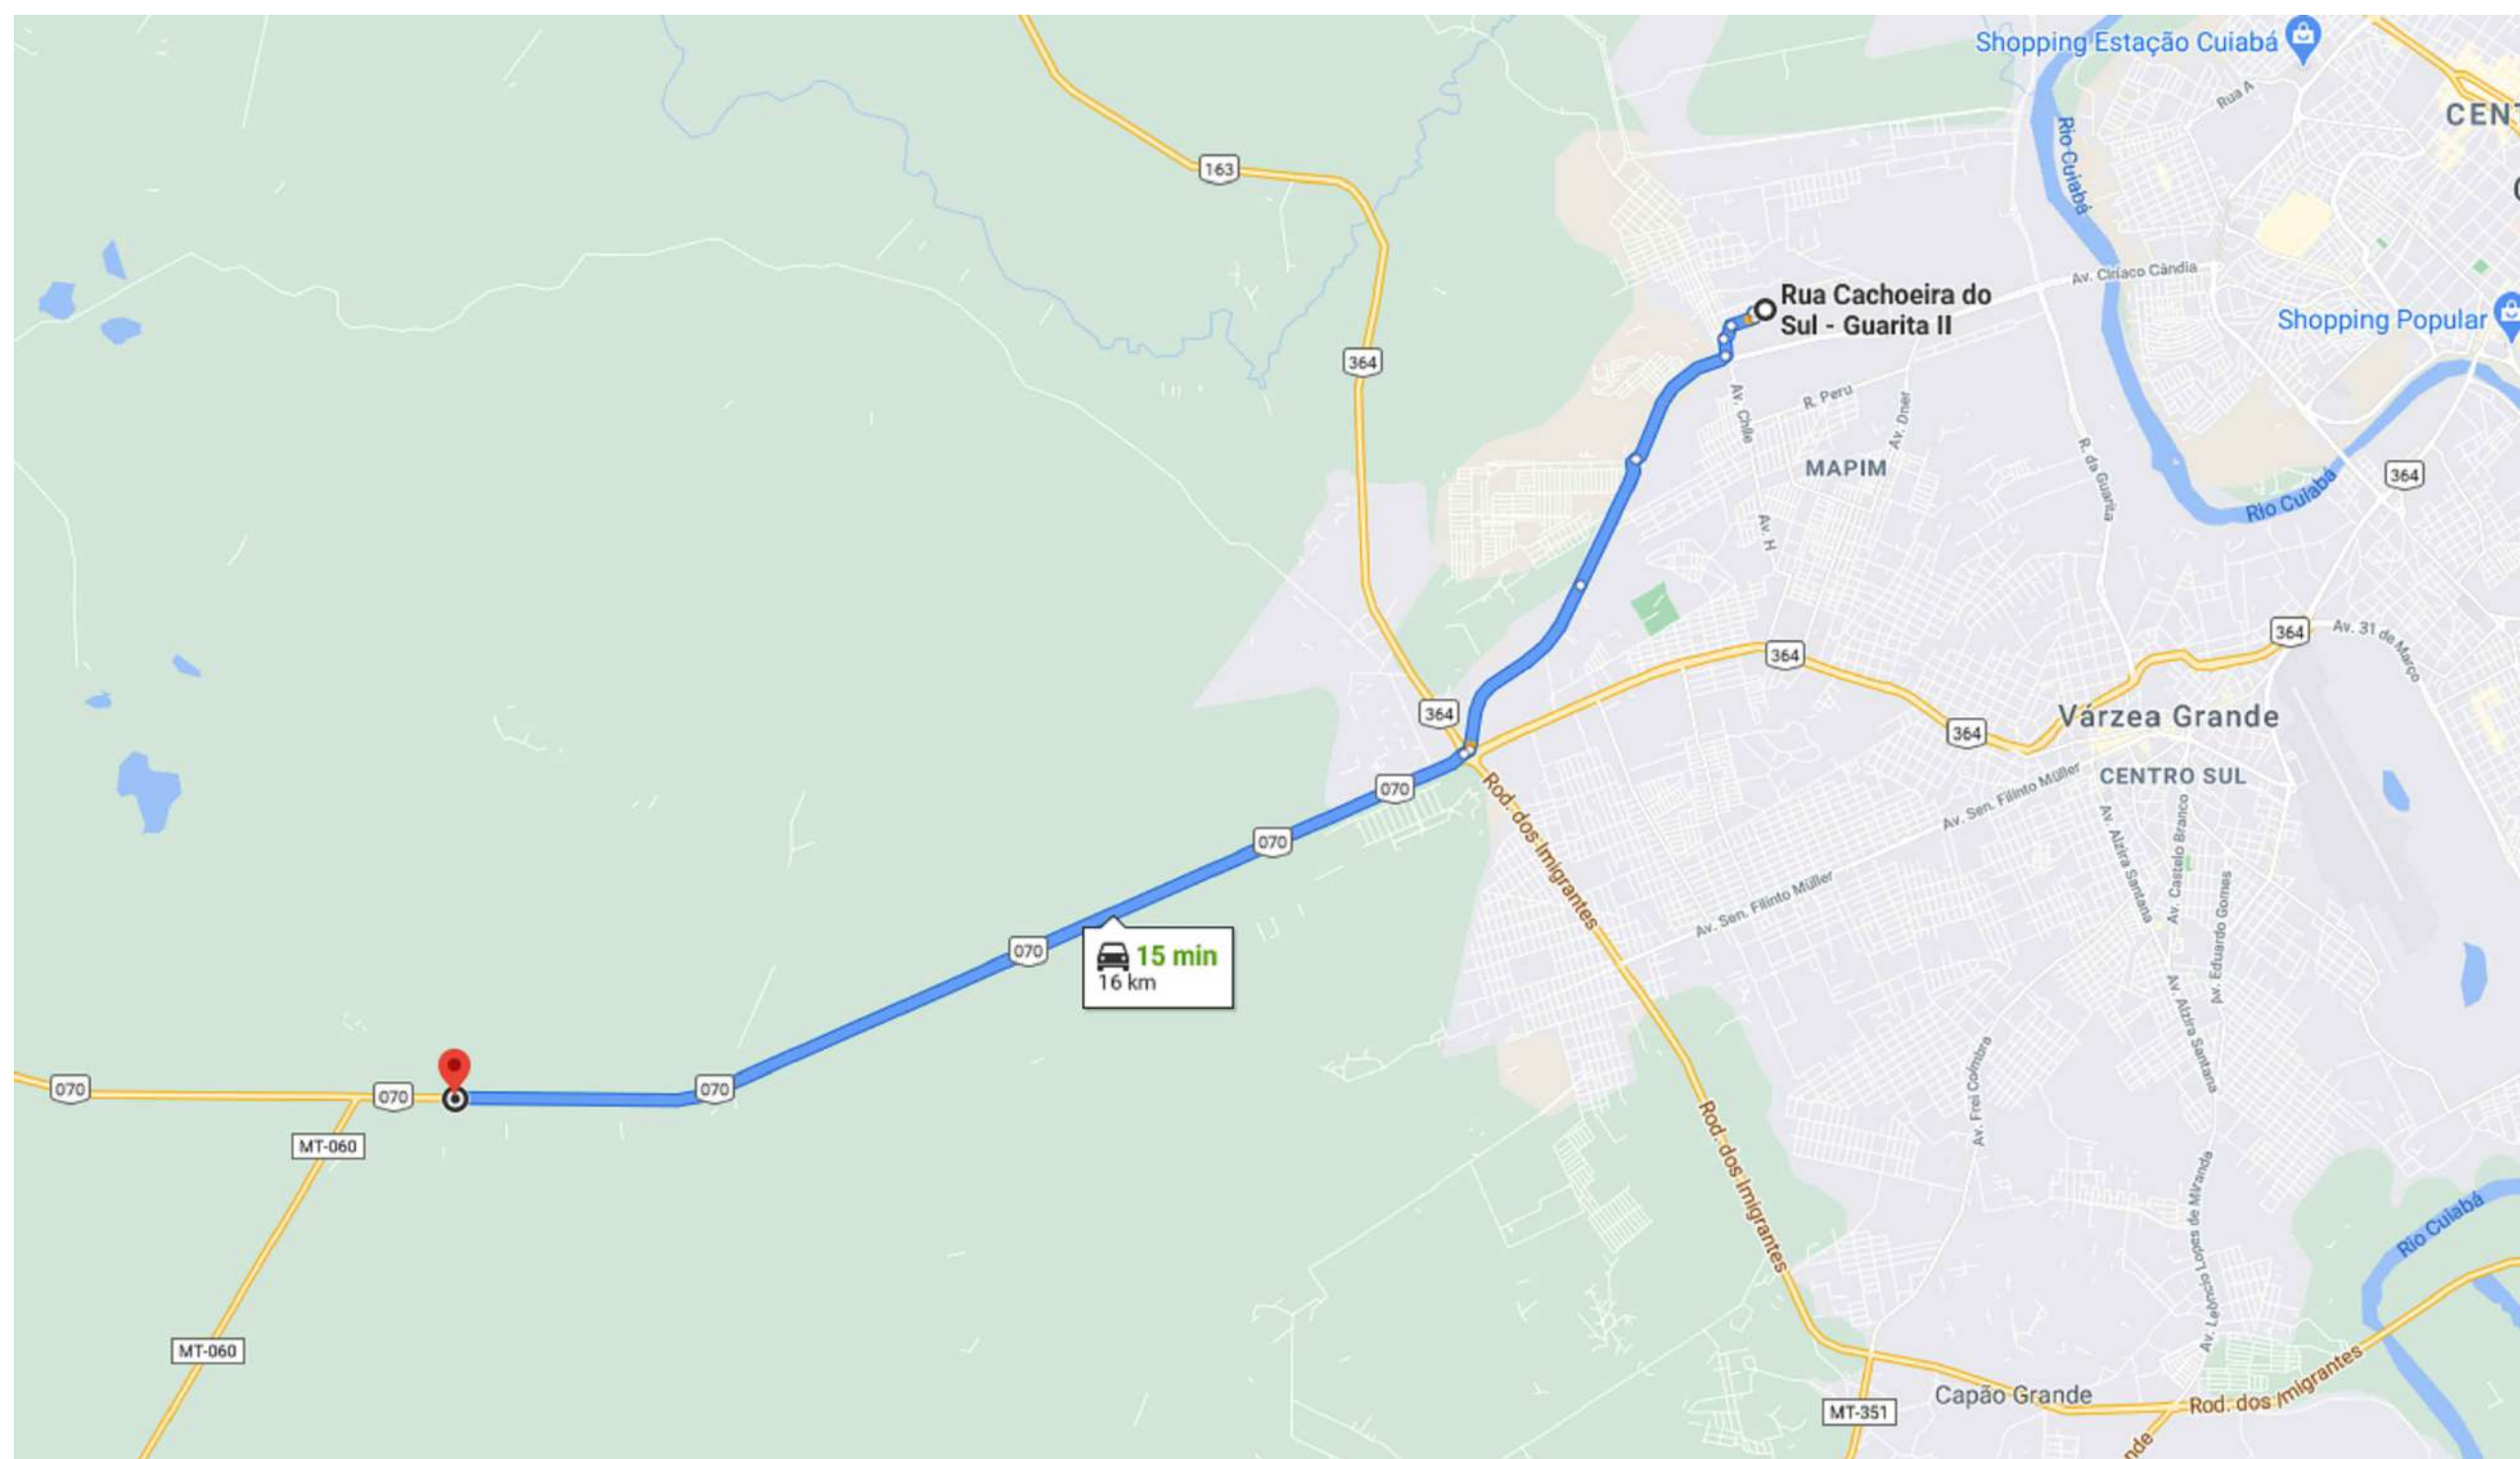 Shopping Estação Cuiabá
Rua A
CEN
163
Rio Cuiabá
Av. Ciríaco Cândia
Rua Cachoeira do
Sul - Guarita II
Shopping Popular
364
Av. Chile
R. Peru
Av. Dner
MAPIM
R. da Guarita
364
Rio Cuiabá
Av. H
364
Av. 31 de Março
364
364
364
Várzea Grande
070
CENTRO SUL
Rod. dos Imigrantes
Av. Sen. Filinto Müller
070
Av. Alzira Santana
Av. Castelo Branco
Av. Eduardo Gomes
Av. Sen. Filinto Müller
070
15 min
16 km
Av. Alzira Santana
Av. Frei Coimbra
070
070
070
MT-060
Rod. dos Imigrantes
Av. Leôncio Lopes de Miranda
Rio Cuiabá
MT-060
Capão Grande
Rod. dos Imigrantes
MT-351
nde